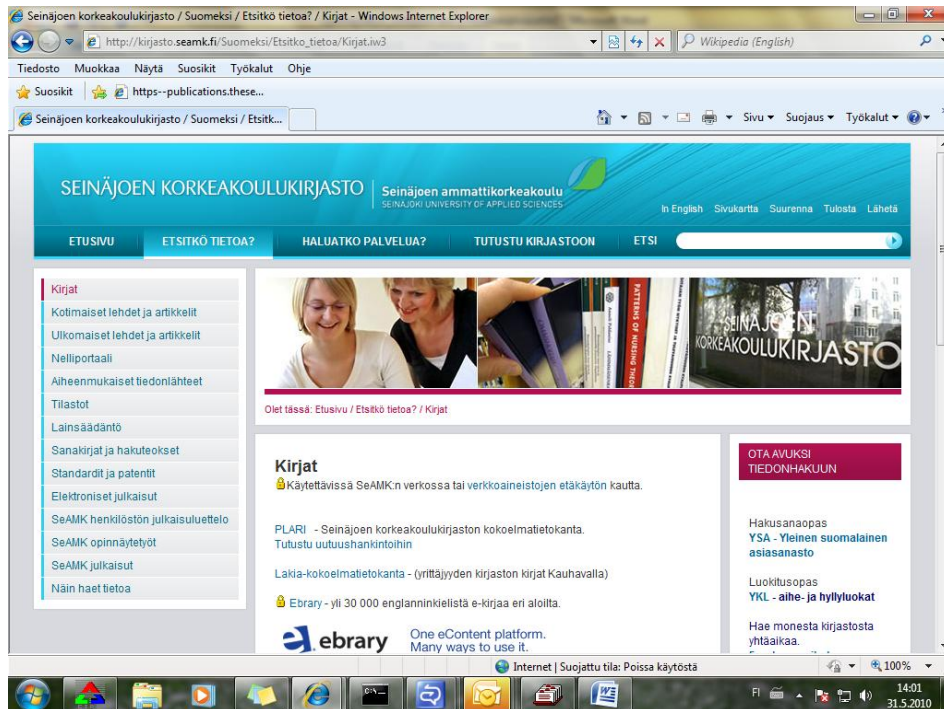 Seinäjoen korkeakoulukirjasto / Suomeksi / Etsitkö tietoa? / Kirjat - Windows Internet Explorer
http://kirjasto.seamk.fi/Suomeksi/Etsitko_tietoa/Kirjat.iw3
Wikipedia (English)
Tiedosto Muokkaa Näytä Suosikit Työkalut Ohje
Suosikit https--publications.these...
Seinäjoen korkeakoulukirjasto / Suomeksi / Etsitk...
Sivu Suojaus Työkalut
SEINÄJOEN KORKEAKOULUKIRJASTO
Seinäjoen ammattikorkeakoulu
SEINÄJOKI UNIVERSITY OF APPLIED SCIENCES
In English Sivukartta Suurenna Tulosta Lähetä
ETUSIVU ETSITKÖ TIETOA? HALUATKO PALVELUA? TUTUSTU KIRJASTOON ETSI
Kirjat
Kotimaiset lehdet ja artikkelit
Ulkomaiset lehdet ja artikkelit
Nelliportaali
Aiheenmukaiset tiedonlähteet
Tilastot
Lainsäädäntö
Sanakirjat ja hakuteokset
Standardit ja patentit
Elektroniset julkaisut
SeAMK henkilöstön julkaisuluettelo
SeAMK opinnäytetyöt
SeAMK julkaisut
Näin haet tietoa
PATTERNS OF NURSING THEORIES
SEINÄJOEN
KORKEAKOULUKIRJASTO
Olet tässä: Etusivu / Etsitkö tietoa? / Kirjat
Kirjat
Käytettävissä SeAMK:n verkossa tai verkkoaineistojen etäkäytön kautta.
PLARI - Seinäjoen korkeakoulukirjaston kokoelmatietokanta.
Tutustu uutuushankintoihin
Lakia-kokoelmatietokanta - (yrittäjyyden kirjaston kirjat Kauhavalla)
Ebrary - yli 30 000 englanninkielistä e-kirjaa eri aloilta.
ebrary
One eContent platform.
Many ways to use it.
OTA AVUKSI
TIEDONHAKUUN
Hakusanaopas
YSA - Yleinen suomalainen
asiasanasto
Luokitusopas
YKL - aihe- ja hyllyluokat
Hae monesta kirjastosta
yhtäaikaa.
Internet | Suojattu tila: Poissa käytöstä
100%
FI
14:01
31.5.2010